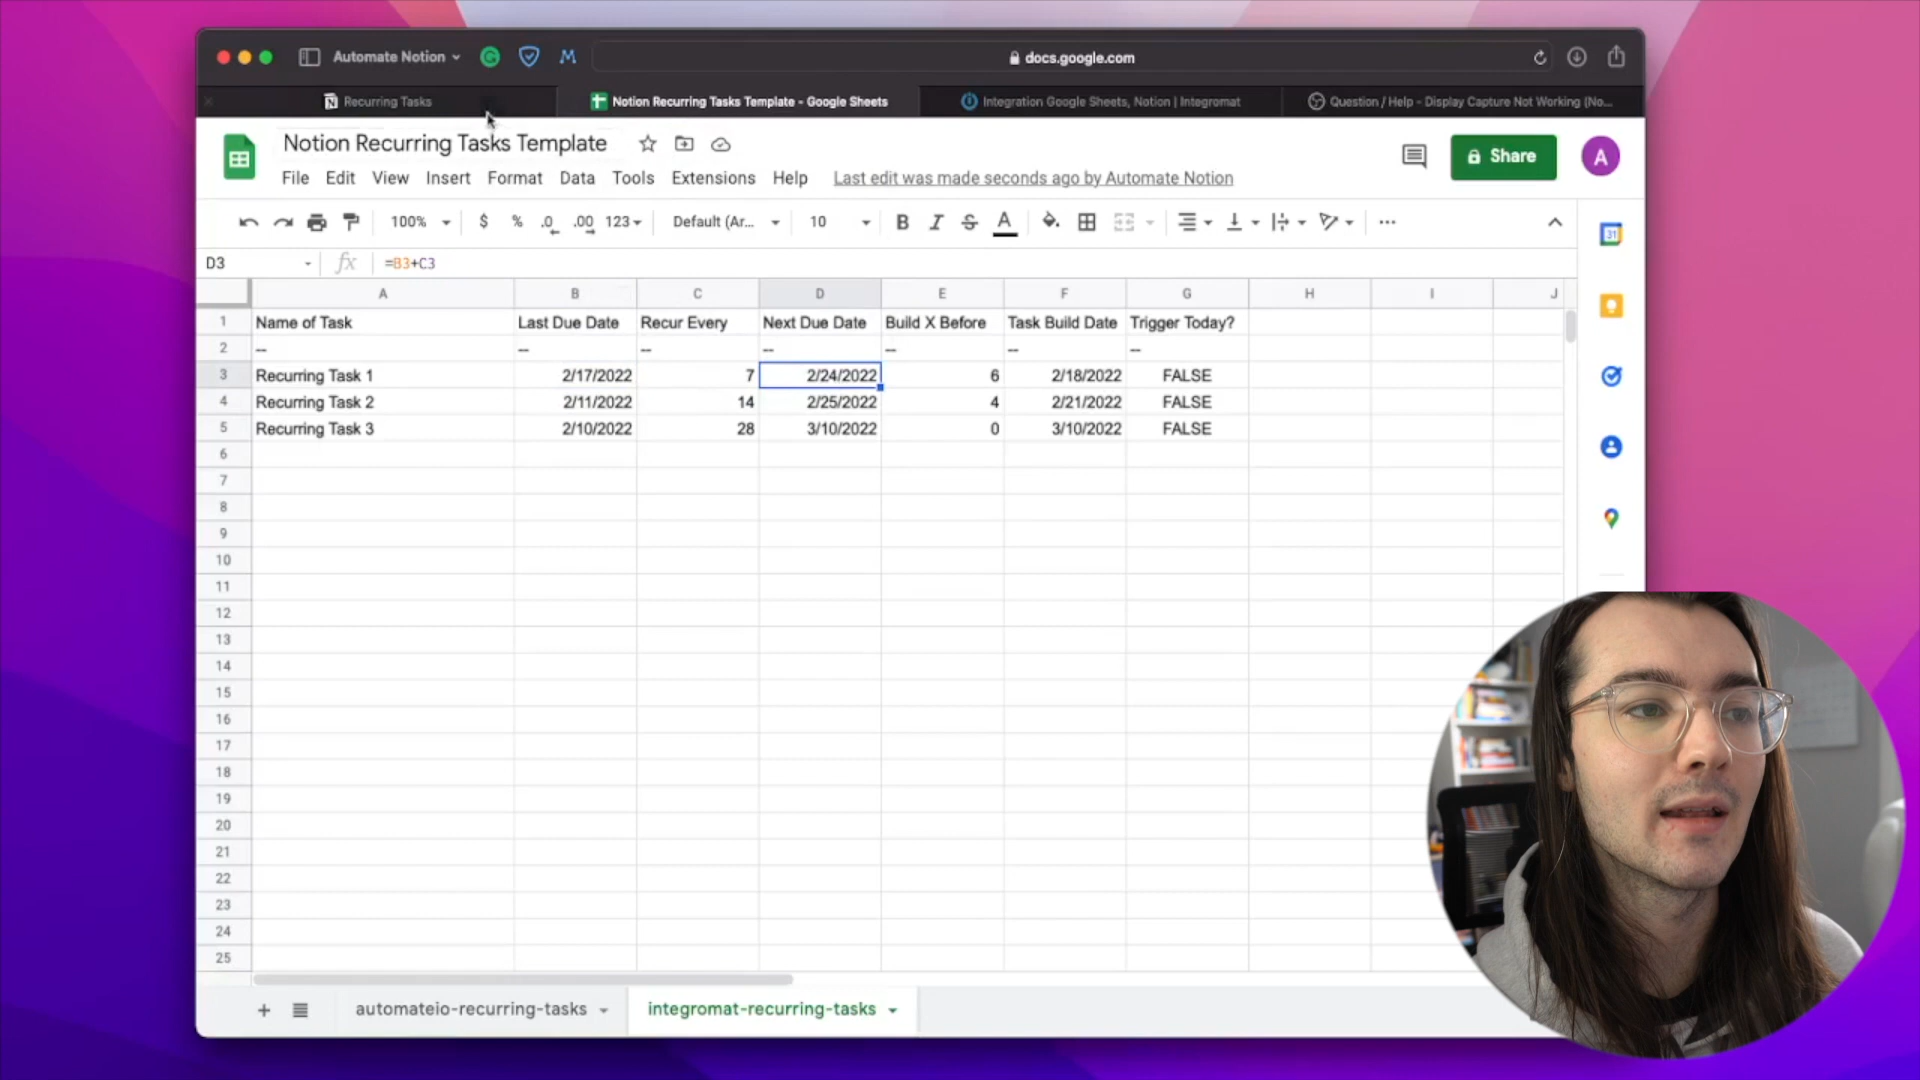 Automate Notion
docs.google.com
Recurring Tasks
Notion Recurring Tasks Template - Google Sheets
Integration Google Sheets, Notion | Integromat
Question / Help - Display Capture Not Working (No...
Notion Recurring Tasks Template
Share
A
File Edit View Insert Format Data Tools Extensions Help Last edit was made seconds ago by Automate Notion
100% $ % .0 .00 123 Default (Ar... 10 B I S A ...
31
D3 fx =B3+C3
A B C D E F G H I J
1 Name of Task Last Due Date Recur Every Next Due Date Build X Before Task Build Date Trigger Today?
2 -- -- -- -- -- -- --
3 Recurring Task 1 2/17/2022 7 2/24/2022 6 2/18/2022 FALSE
4 Recurring Task 2 2/11/2022 14 2/25/2022 4 2/21/2022 FALSE
5 Recurring Task 3 2/10/2022 28 3/10/2022 0 3/10/2022 FALSE
6
7
8
9
10
11
12
13
14
15
16
17
18
19
20
21
22
23
24
25
automateio-recurring-tasks integromat-recurring-tasks